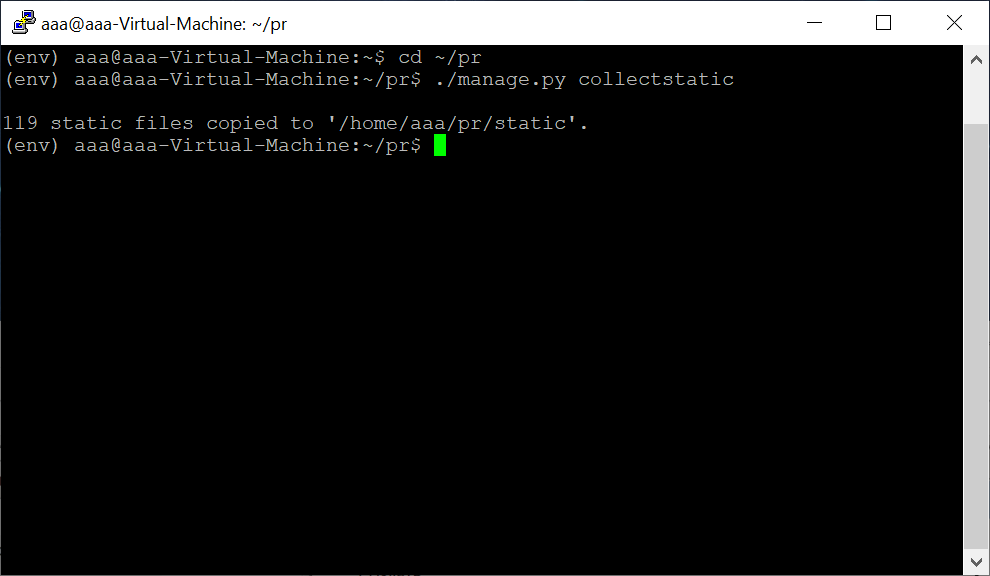 aaa@aaa-Virtual-Machine: ~/pr
(env) aaa@aaa-Virtual-Machine:~$ cd ~/pr
(env) aaa@aaa-Virtual-Machine:~/pr$ ./manage.py collectstatic
119 static files copied to '/home/aaa/pr/static'.
(env) aaa@aaa-Virtual-Machine:~/pr$